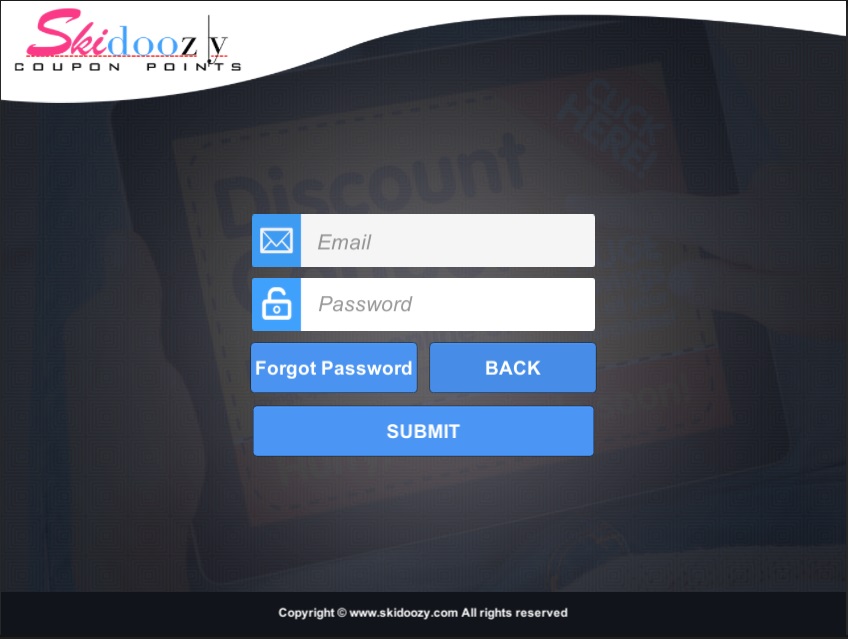 Skidoozy
COUPON POINTS
CLICK
HERE!
Discount
Email
Password
Forgot Password
BACK
SUBMIT
Copyright © www.skidoozy.com All rights reserved